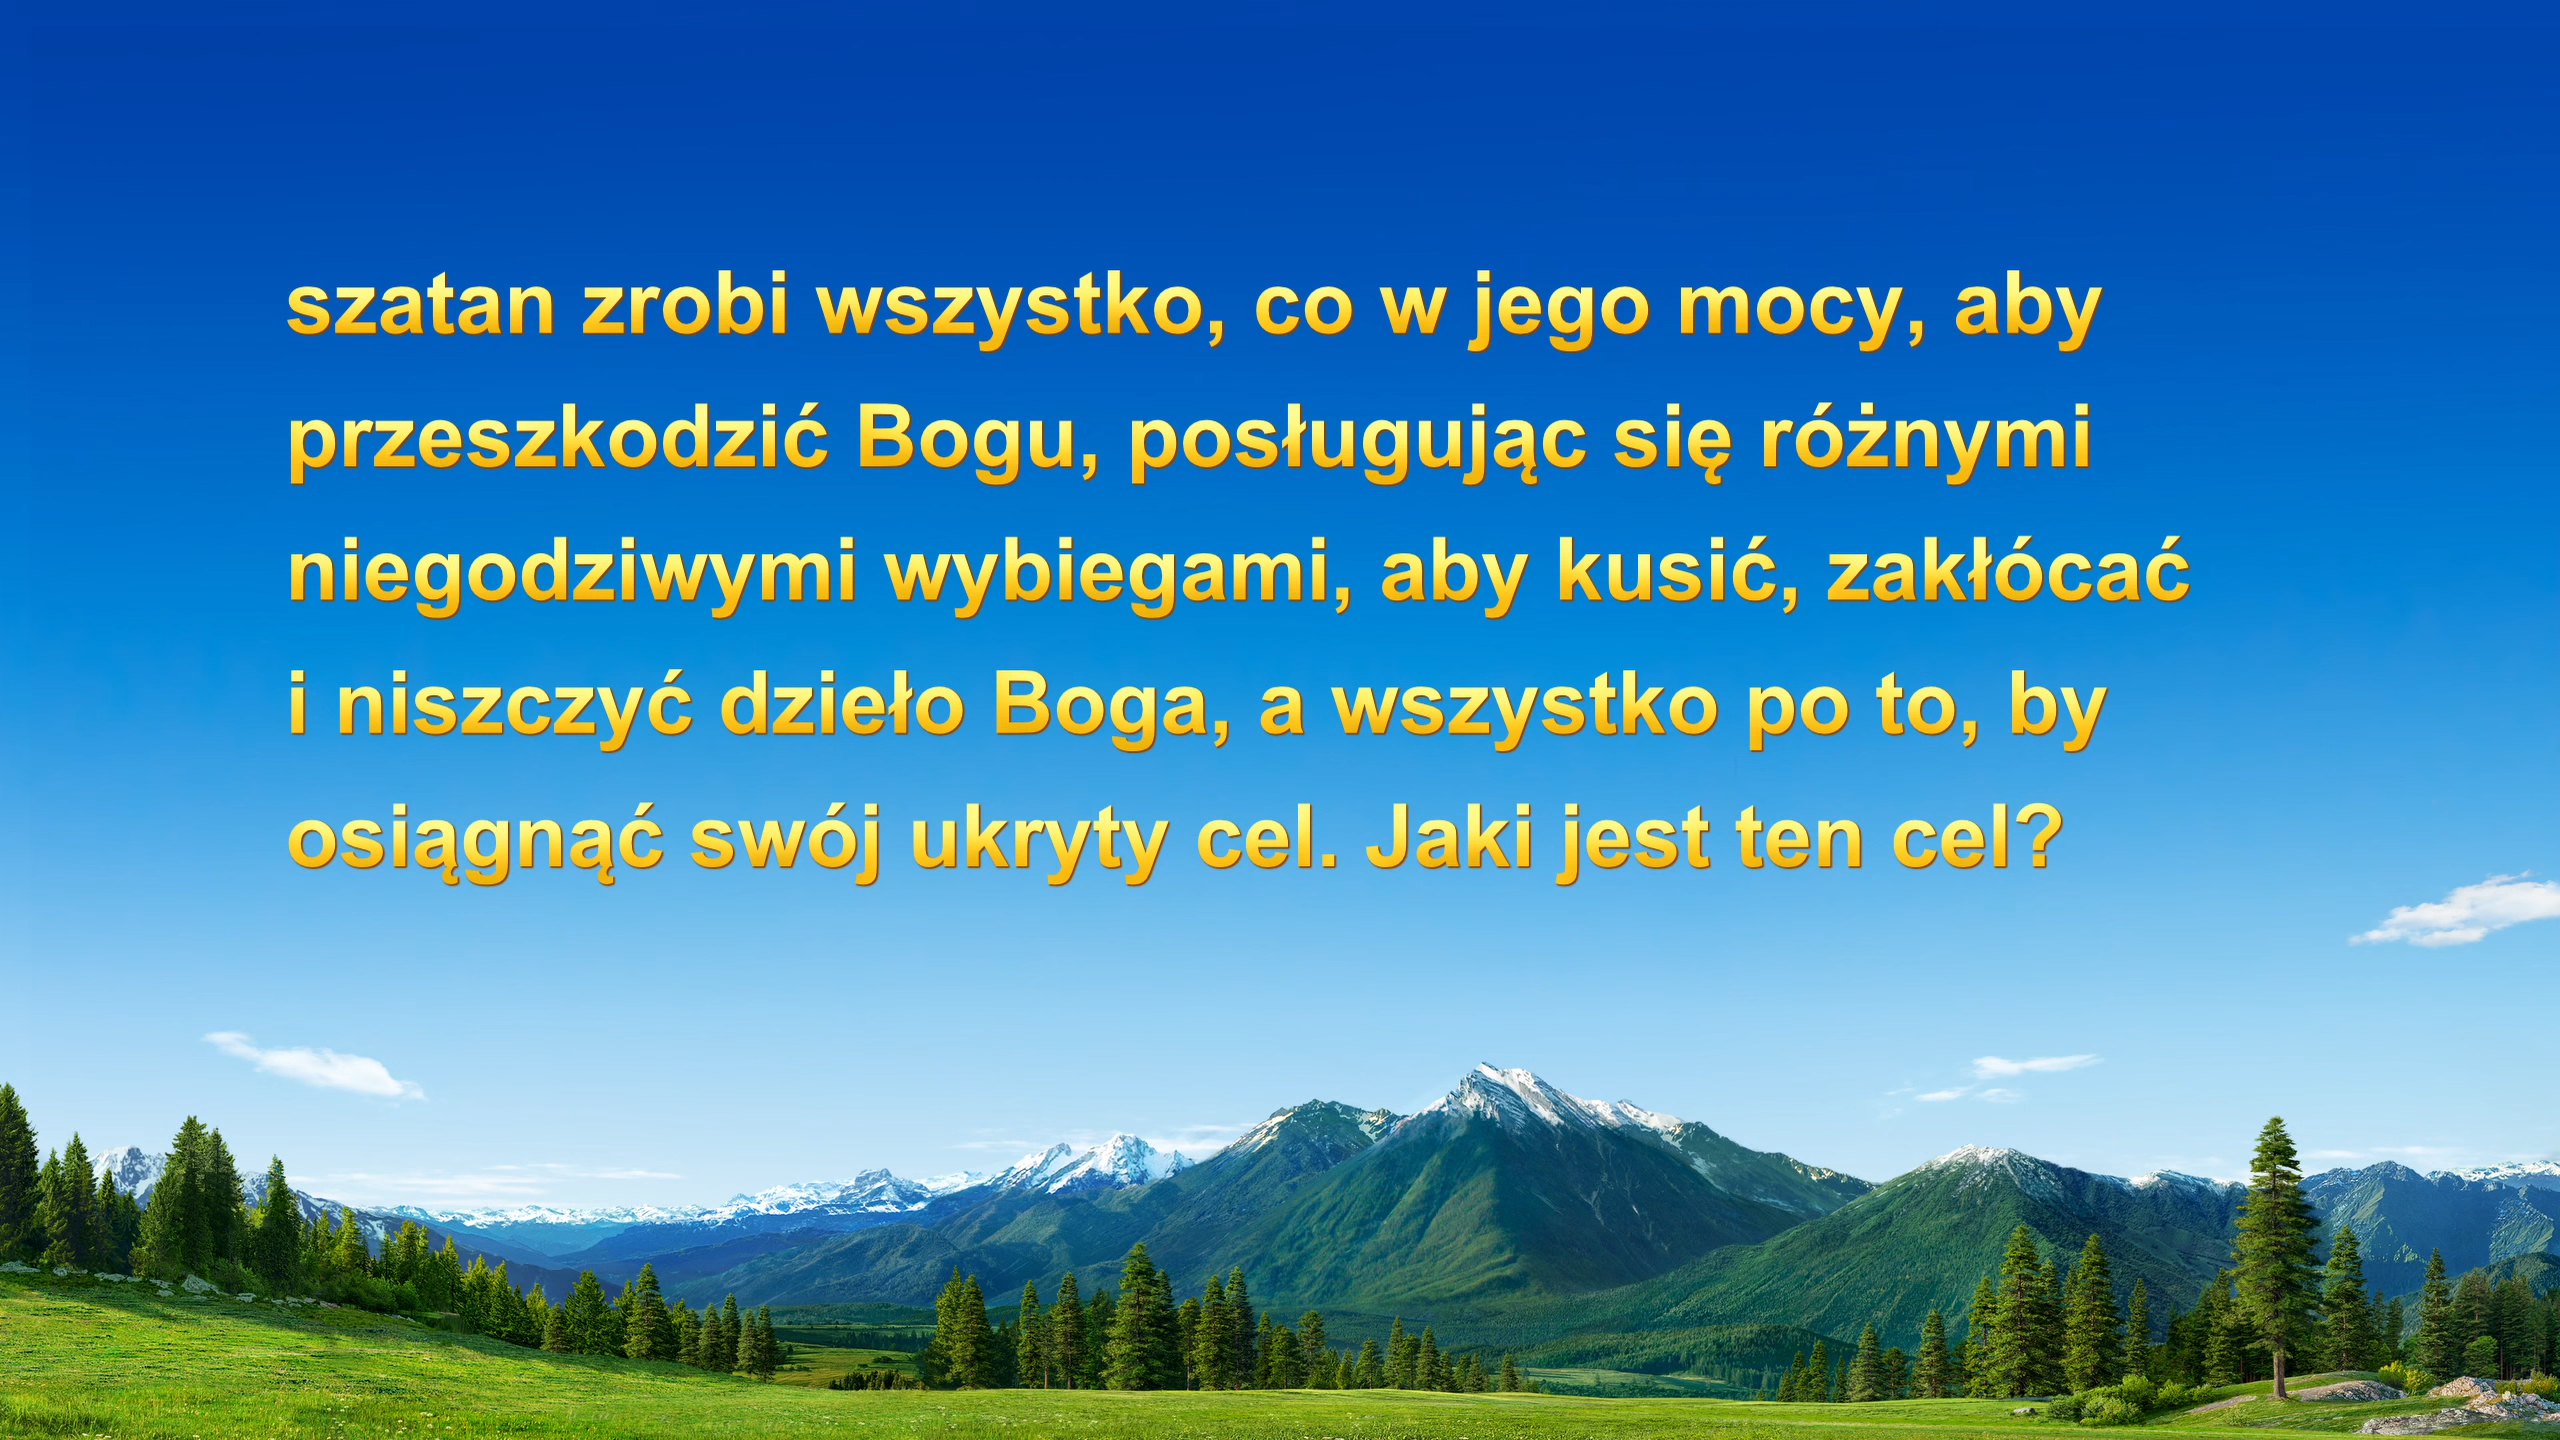 szatan zrobi wszystko, co w jego mocy, aby
przeszkodzić Bogu, posługując się różnymi
niegodziwymi wybiegami, aby kusić, zakłócać
i niszczyć dzieło Boga, a wszystko po to, by
osiągnąć swój ukryty cel. Jaki jest ten cel?